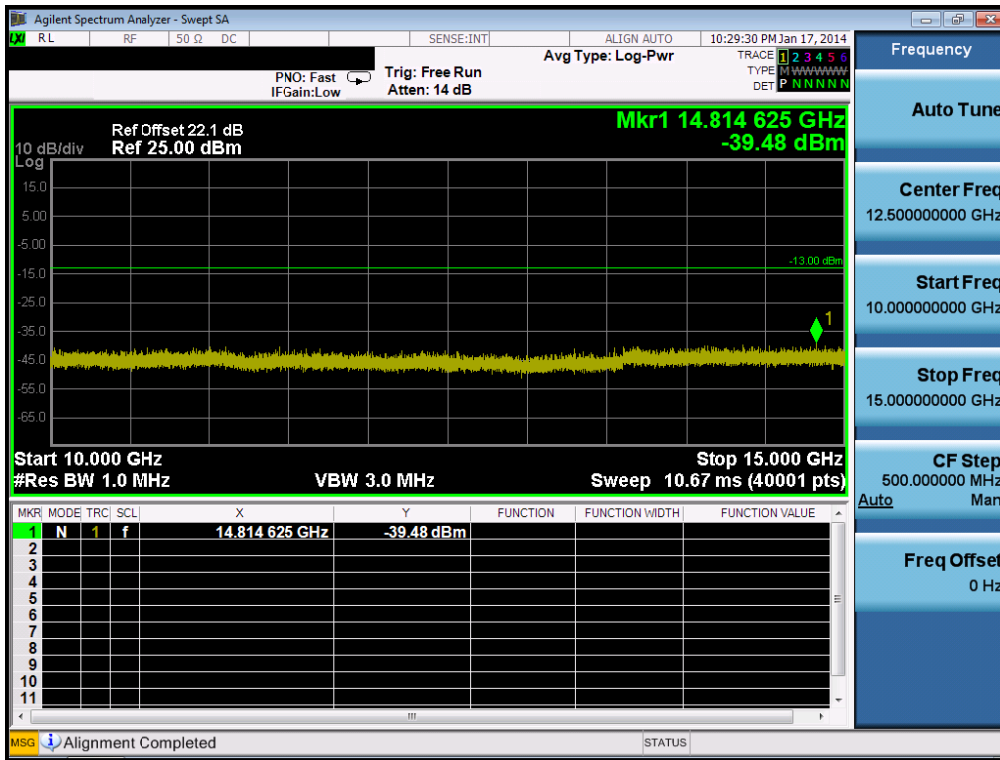 Agilent Spectrum Analyzer - Swept SA
LXI RL RF 50 Ω DC SENSE:INT ALIGN AUTO 10:29:30 PM Jan 17, 2014
PNO: Fast
IFGain:Low
Trig: Free Run
Atten: 14 dB
Avg Type: Log-Pwr
TRACE 1 2 3 4 5 6
TYPE M W W W W W
DET P N N N N N
Ref Offset 22.1 dB
10 dB/div Ref 25.00 dBm
Log
Mkr1 14.814 625 GHz
-39.48 dBm
15.0
5.00
-5.00
-13.00 dBm
-15.0
-25.0
-35.0
1
-45.0
-55.0
-65.0
Start 10.000 GHz Stop 15.000 GHz
#Res BW 1.0 MHz VBW 3.0 MHz Sweep 10.67 ms (40001 pts)
MKR MODE TRC SCL X Y FUNCTION FUNCTION WIDTH FUNCTION VALUE
1 N 1 f 14.814 625 GHz -39.48 dBm
2
3
4
5
6
7
8
9
10
11
MSG Alignment Completed STATUS
Frequency
Auto Tune
Center Freq
12.500000000 GHz
Start Freq
10.000000000 GHz
Stop Freq
15.000000000 GHz
CF Step
500.000000 MHz
Auto Man
Freq Offset
0 Hz